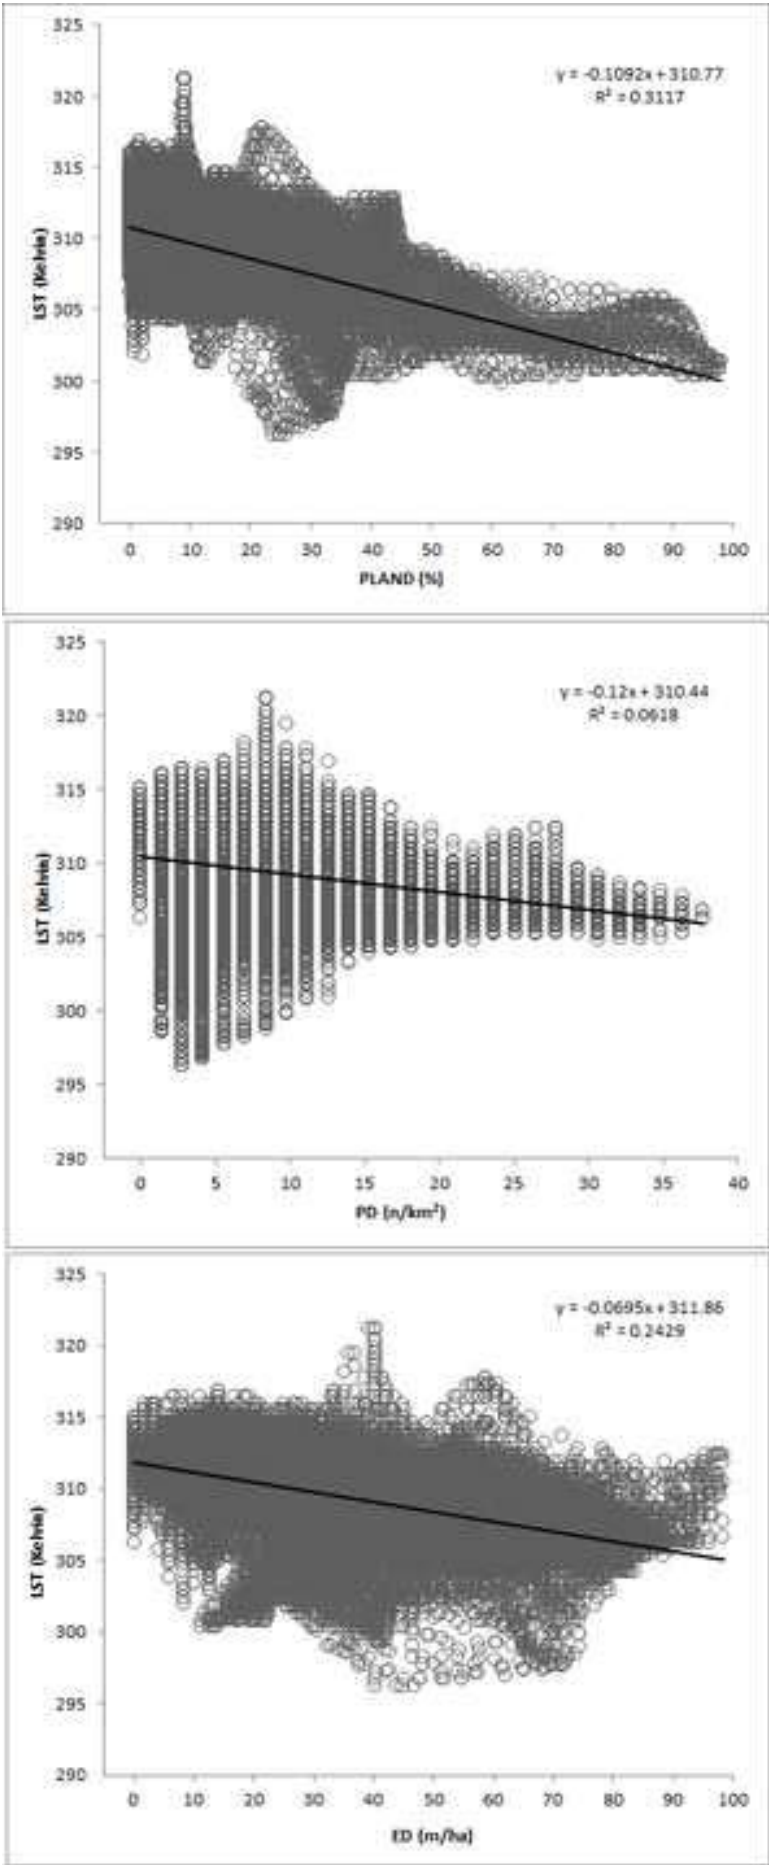 325
y = -0.1092x + 310.77
R² = 0.3117
320
315
310
305
300
295
290
LST (Kelvin)
0 10 20 30 40 50 60 70 80 90 100
PLAND (%)
325
y = -0.12x + 310.44
R² = 0.0618
320
315
310
305
300
295
290
LST (Kelvin)
0 5 10 15 20 25 30 35 40
PD (n/km²)
325
y = -0.0695x + 311.86
R² = 0.2429
320
315
310
305
300
295
290
LST (Kelvin)
0 10 20 30 40 50 60 70 80 90 100
ED (m/ha)